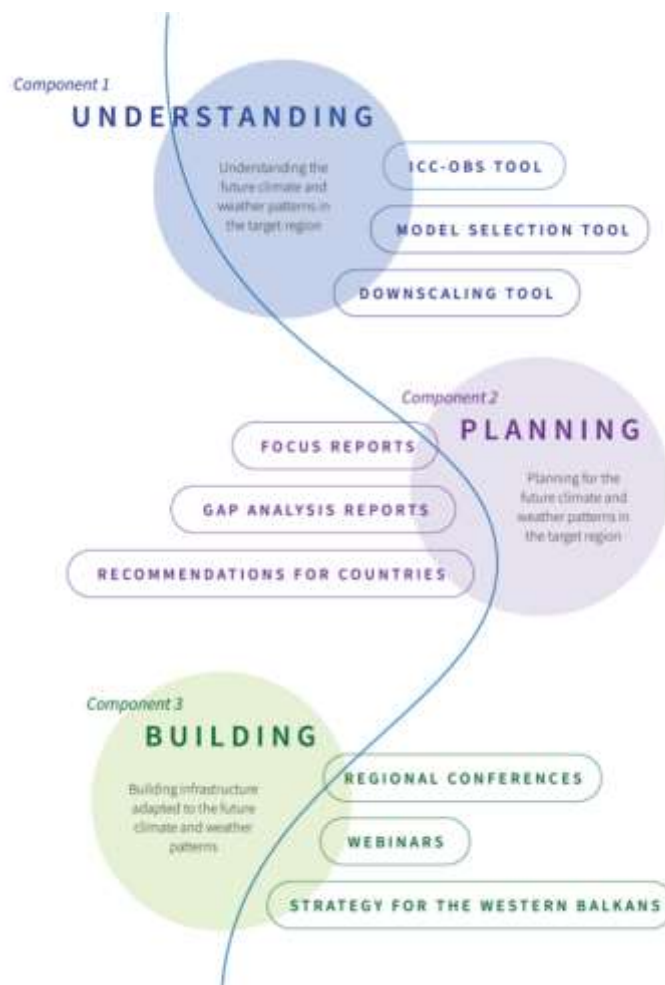 Component 1
UNDERSTANDING
Understanding the
future climate and
weather patterns in
the target region
ICC-OBS TOOL
MODEL SELECTION TOOL
DOWNSCALING TOOL
Component 2
PLANNING
Planning for the
future climate and
weather patterns in
the target region
FOCUS REPORTS
GAP ANALYSIS REPORTS
RECOMMENDATIONS FOR COUNTRIES
Component 3
BUILDING
Building infrastructure
adapted to the future
climate and weather
patterns
REGIONAL CONFERENCES
WEBINARS
STRATEGY FOR THE WESTERN BALKANS